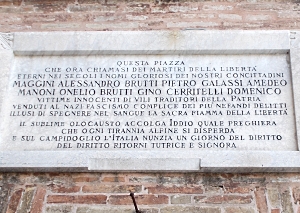 QUESTA PIAZZA
CHE ORA CHIAMASI DEI MARTIRI DELLA LIBERTÀ
ETERNI NEI SECOLI I NOMI GLORIOSI DEI NOSTRI CONCITTADINI
MAGGINI ALESSANDRO BRUTTI PIETRO GALASSI AMEDEO
MANONI ONELIO BRUTTI GINO CERRITELLI DOMENICO
VITTIME INNOCENTI DI VILI TRADITORI DELLA PATRIA
VENDUTI AL NAZI FASCISMO COMPLICE DEI PIÙ NEFANDI DELITTI
ILLUSI DI SPEGNERE NEL SANGUE LA SACRA FIAMMA DELLA LIBERTÀ
IL SUBLIME OLOCAUSTO ACCOLGA IDDIO QUALE PREGHIERA
CHE OGNI TIRANNIA ALFINE SI DISPERDA
E SUL CAMPIDOGLIO L'ITALIA NUNZIA UN GIORNO DEL DIRITTO
DEL DIRITTO RITORNI TUTRICE E SIGNORA